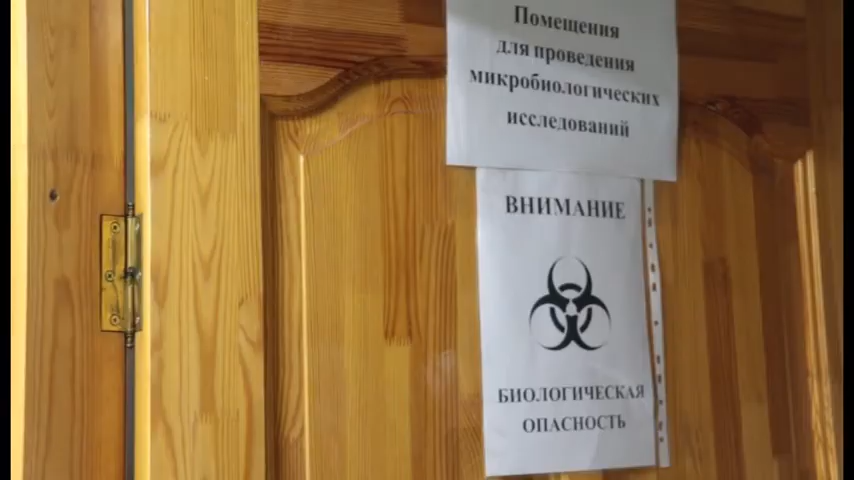 Помещения
для проведения
микробиологических
исследований
ВНИМАНИЕ
БИОЛОГИЧЕСКАЯ
ОПАСНОСТЬ